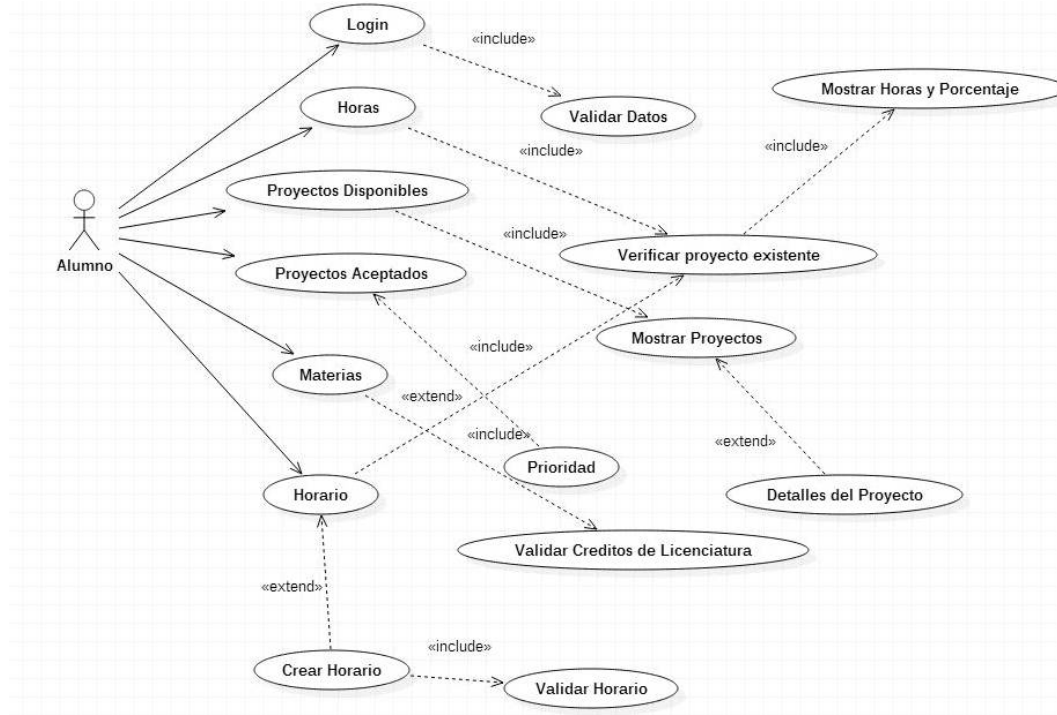 Login
«include»
Mostrar Horas y Porcentaje
Horas
Validar Datos
«include»
«include»
Proyectos Disponibles
«include»
Alumno
Verificar proyecto existente
Proyectos Aceptados
Mostrar Proyectos
«include»
Materias
«extend»
«include»
«extend»
Prioridad
Horario
Detalles del Proyecto
Validar Creditos de Licenciatura
«extend»
«include»
Crear Horario
Validar Horario